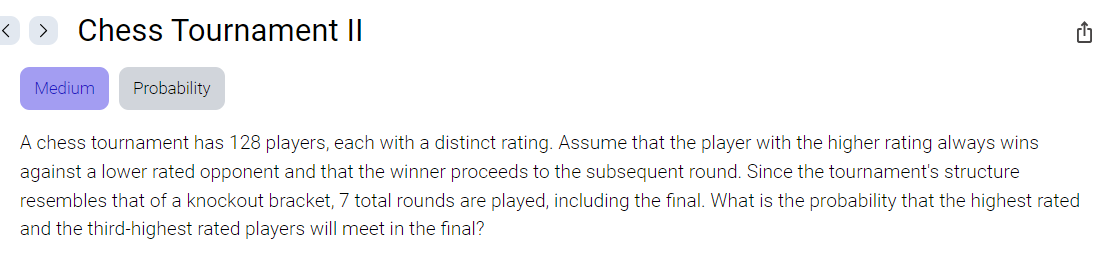 Chess Tournament II
Medium Probability
A chess tournament has 128 players, each with a distinct rating. Assume that the player with the higher rating always wins
against a lower rated opponent and that the winner proceeds to the subsequent round. Since the tournament's structure
resembles that of a knockout bracket, 7 total rounds are played, including the final. What is the probability that the highest rated
and the third-highest rated players will meet in the final?